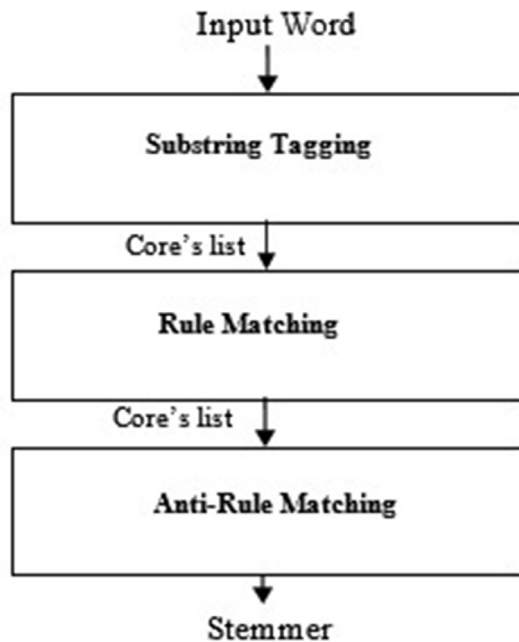 Input Word
Substring Tagging
Core's list
Rule Matching
Core's list
Anti-Rule Matching
Stemmer